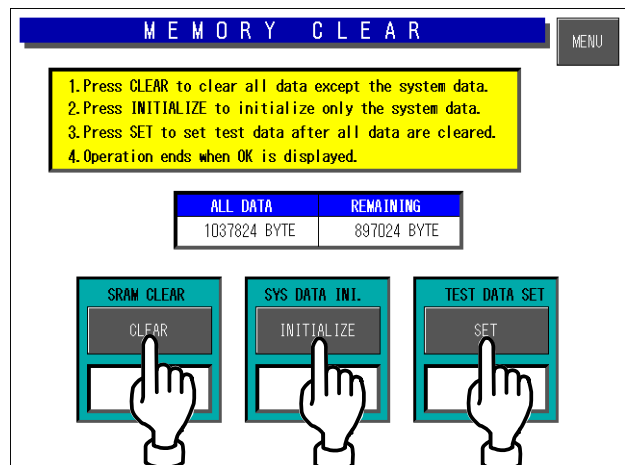 MEMORY CLEAR
MENU
1.Press CLEAR to clear all data except the system data.
2.Press INITIALIZE to initialize only the system data.
3.Press SET to set test data after all data are cleared.
4.Operation ends when OK is displayed.
ALL DATA REMAINING
1037824 BYTE 897024 BYTE
SRAM CLEAR SYS DATA INI. TEST DATA SET
CLEAR INITIALIZE SET